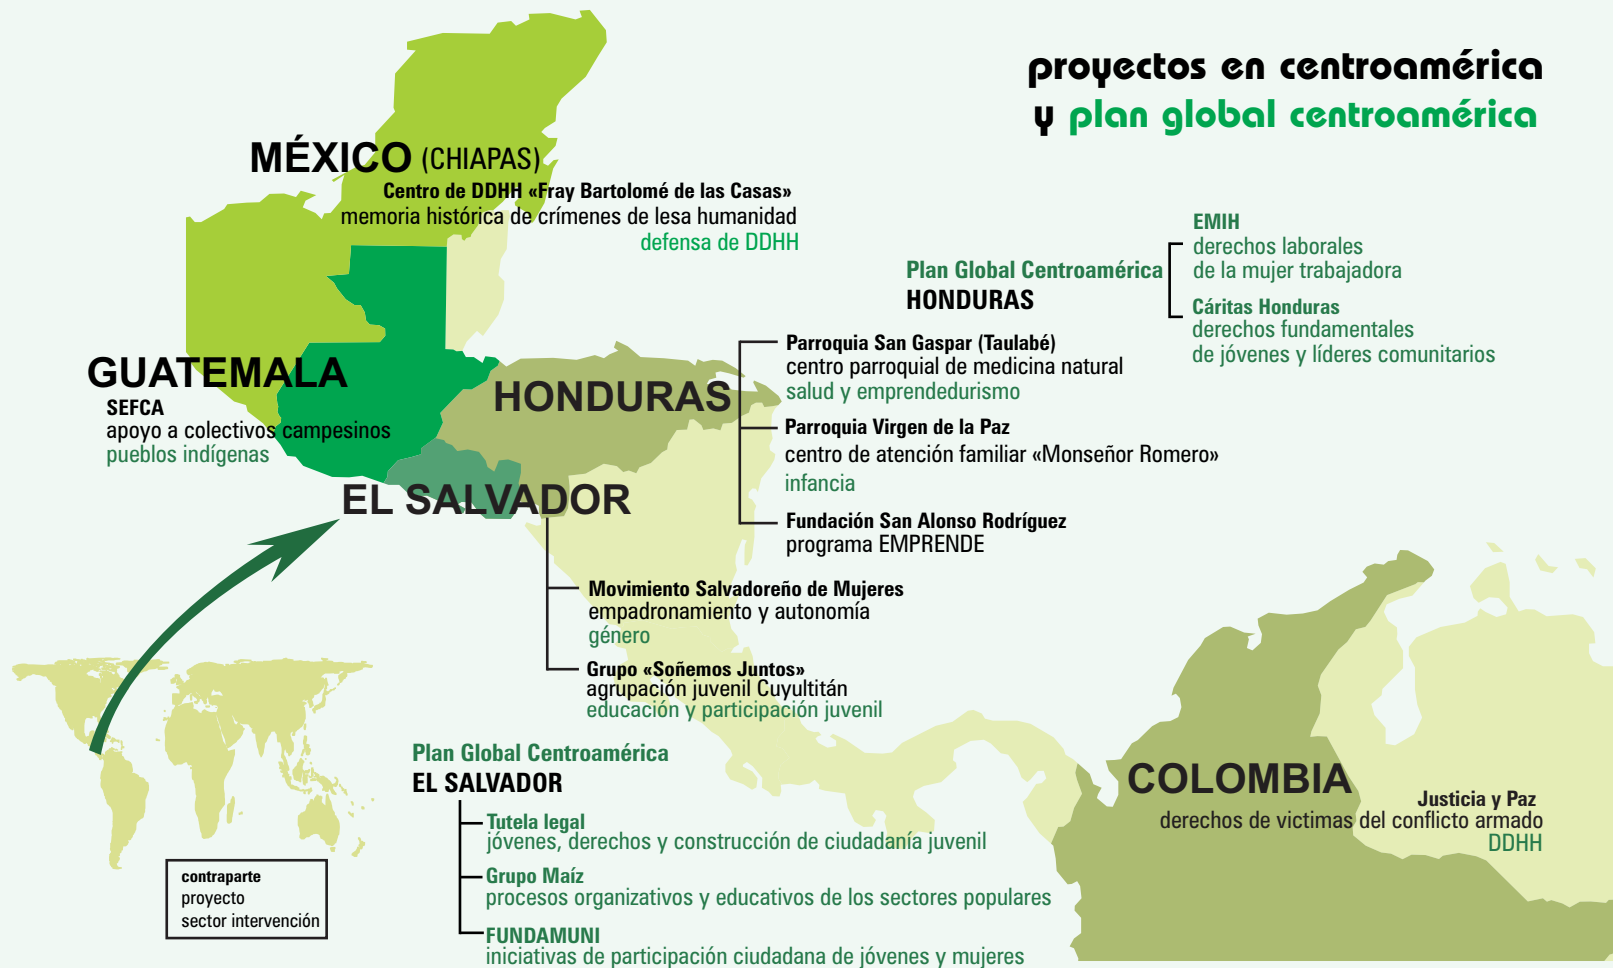 proyectos en centroamérica
y plan global centroamérica
MÉXICO (CHIAPAS)
Centro de DDHH «Fray Bartolomé de las Casas»
memoria histórica de crímenes de lesa humanidad
defensa de DDHH
Plan Global Centroamérica
HONDURAS
EMIH
derechos laborales
de la mujer trabajadora
Cáritas Honduras
derechos fundamentales
de jóvenes y líderes comunitarios
GUATEMALA
SEFCA
apoyo a colectivos campesinos
pueblos indígenas
HONDURAS
Parroquia San Gaspar (Taulabé)
centro parroquial de medicina natural
salud y emprendedurismo
Parroquia Virgen de la Paz
centro de atención familiar «Monseñor Romero»
infancia
Fundación San Alonso Rodríguez
programa EMPRENDE
EL SALVADOR
Movimiento Salvadoreño de Mujeres
empadronamiento y autonomía
género
Grupo «Soñemos Juntos»
agrupación juvenil Cuyultitán
educación y participación juvenil
Plan Global Centroamérica
EL SALVADOR
Tutela legal
jóvenes, derechos y construcción de ciudadanía juvenil
Grupo Maíz
procesos organizativos y educativos de los sectores populares
FUNDAMUNI
iniciativas de participación ciudadana de jóvenes y mujeres
COLOMBIA
Justicia y Paz
derechos de victimas del conflicto armado
DDHH
contraparte
proyecto
sector intervención